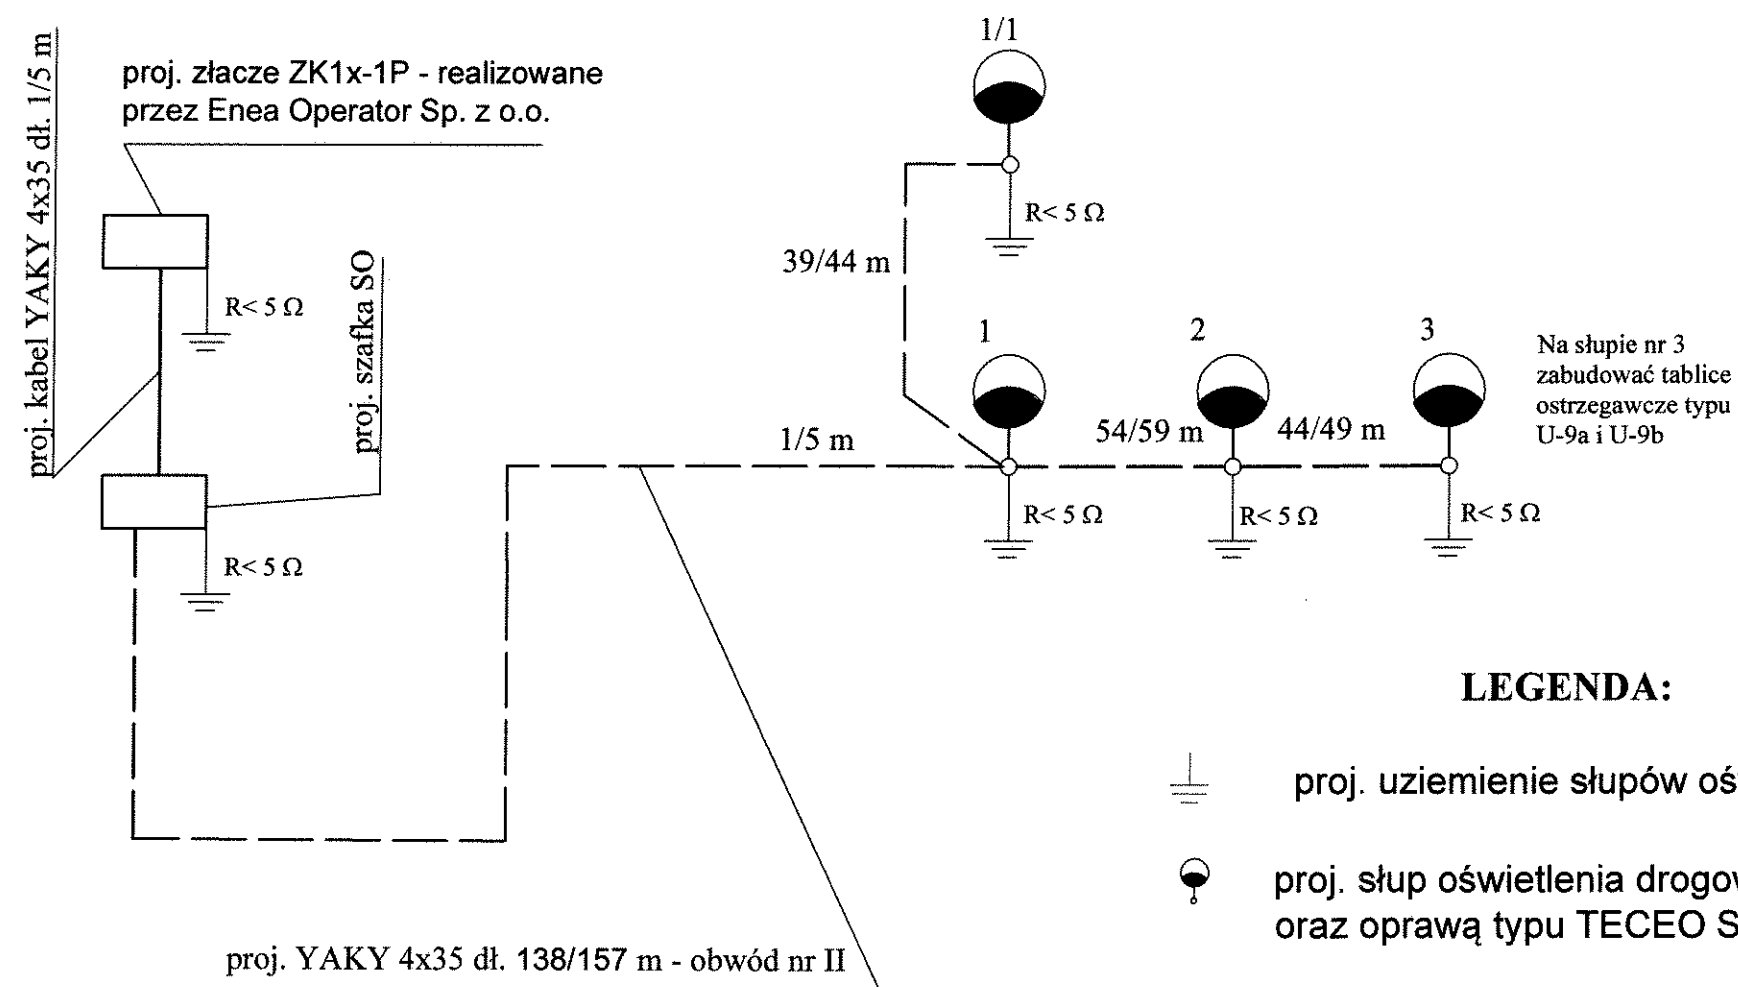 proj. kabel YAKY 4x35 dł. 1/5 m
proj. złacze ZK1x-1P - realizowane
przez Enea Operator Sp. z o.o.
R< 5 Ω
proj. szafka SO
R< 5 Ω
1/1
R< 5 Ω
39/44 m
1
2
3
Na słupie nr 3
zabudować tablice
ostrzegawcze typu
U-9a i U-9b
1/5 m
54/59 m
44/49 m
R< 5 Ω
R< 5 Ω
R< 5 Ω
LEGENDA:
proj. uziemienie słupów oś
proj. słup oświetlenia drogow
oraz oprawą typu TECEO S
proj. YAKY 4x35 dł. 138/157 m - obwód nr II